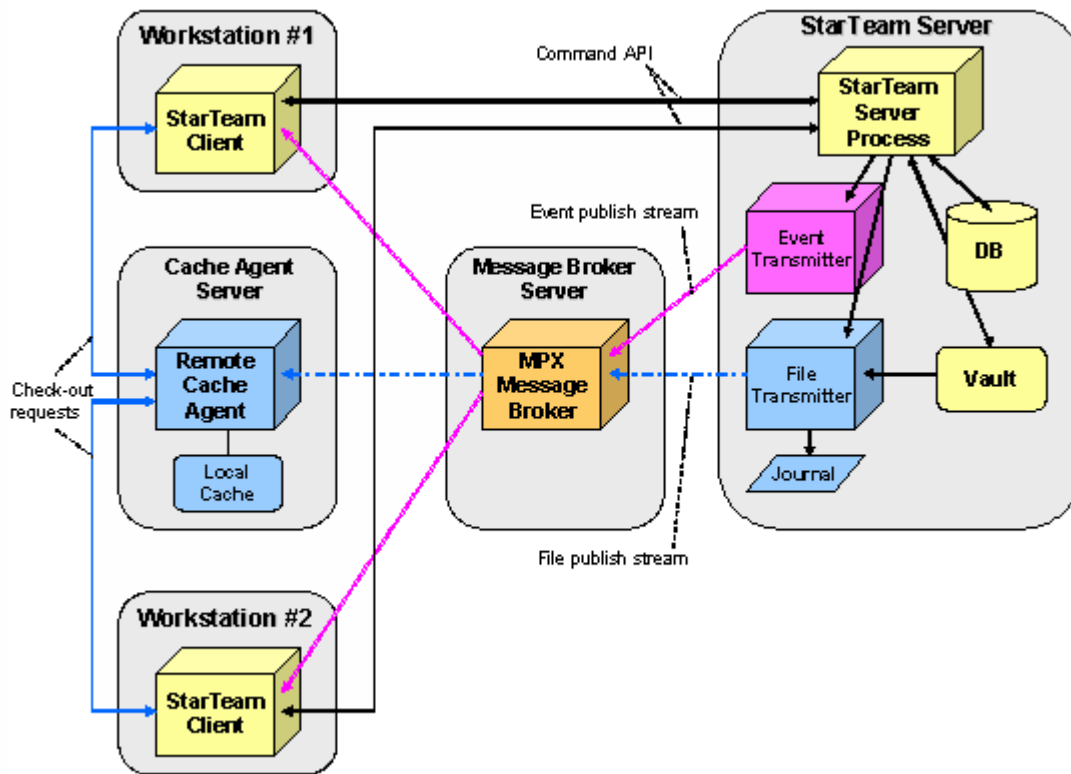 Workstation #1
StarTeam
Client
Command API
StarTeam Server
StarTeam
Server
Process
Event publish stream
Event
Transmitter
DB
Cache Agent
Server
Remote
Cache
Agent
Local
Cache
Check-out
requests
Message Broker
Server
MPX
Message
Broker
File
Transmitter
Vault
Journal
File publish stream
Workstation #2
StarTeam
Client